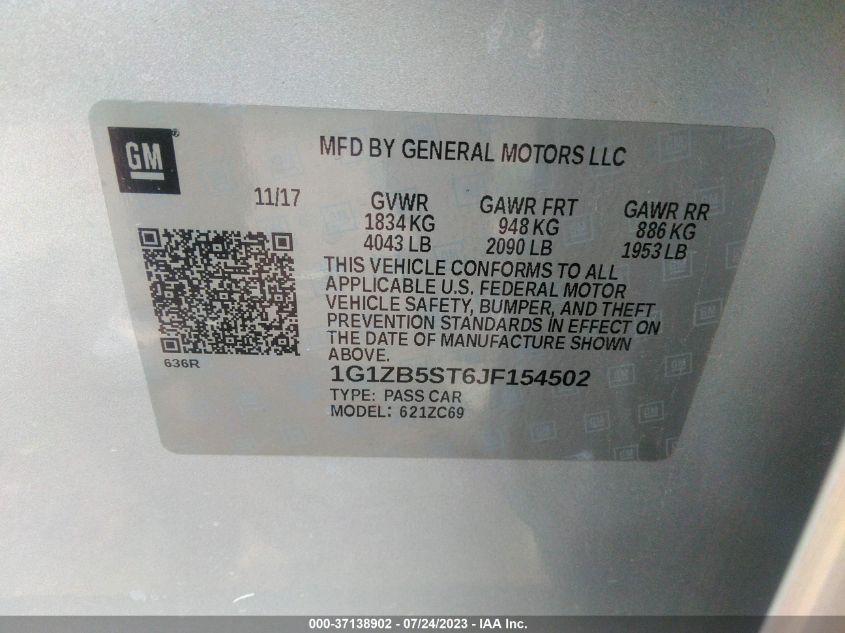 GM®
MFD BY GENERAL MOTORS LLC
11/17
GVWR GAWR FRT GAWR RR
1834 KG 948 KG 886 KG
4043 LB 2090 LB 1953 LB
THIS VEHICLE CONFORMS TO ALL
APPLICABLE U.S. FEDERAL MOTOR
VEHICLE SAFETY, BUMPER, AND THEFT
PREVENTION STANDARDS IN EFFECT ON
THE DATE OF MANUFACTURE SHOWN
ABOVE.
636R
1G1ZB5ST6JF154502
TYPE: PASS CAR
MODEL: 621ZC69
000-37138902 / 07/24/2023 - IAA Inc.